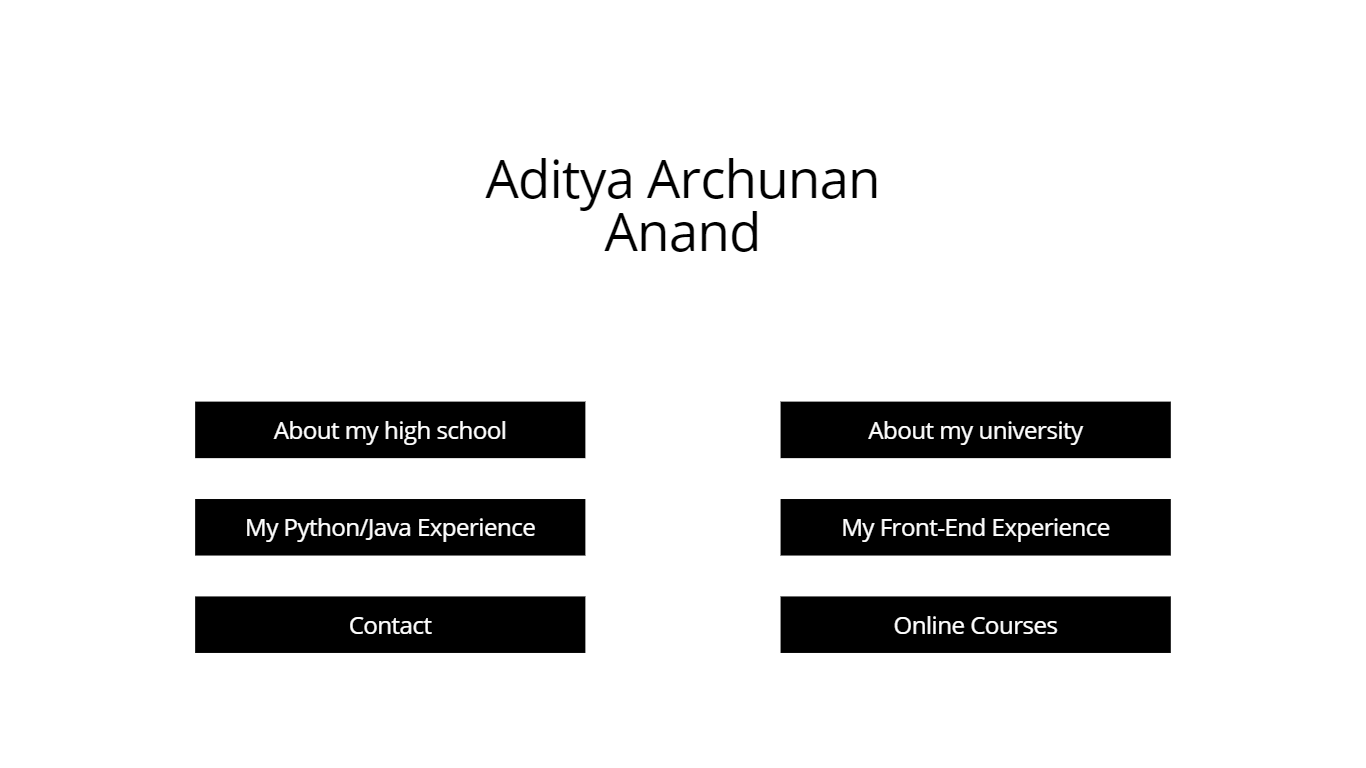 Aditya Archunan
Anand
About my high school
About my university
My Python/Java Experience
My Front-End Experience
Contact
Online Courses